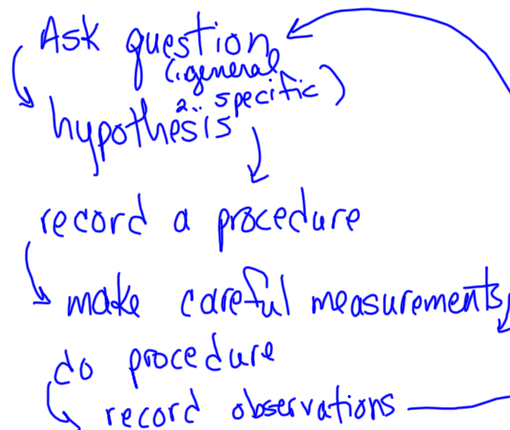 Ask question
(1.general
2.. specific)
hypothesis
record a procedure
make careful measurements,
do procedure
record observations